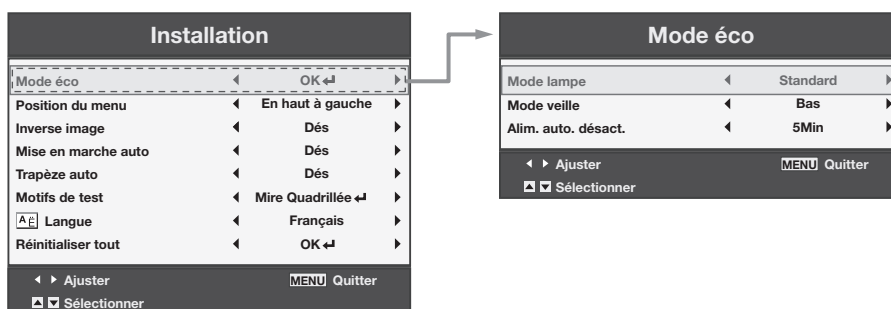 Installation
Mode éco OK
Position du menu En haut à gauche
Inverse image Dés
Mise en marche auto Dés
Trapèze auto Dés
Motifs de test Mire Quadrillée
Langue Français
Réinitialiser tout OK
Ajuster MENU Quitter
Sélectionner
Mode éco
Mode lampe Standard
Mode veille Bas
Alim. auto. désact. 5Min
Ajuster MENU Quitter
Sélectionner